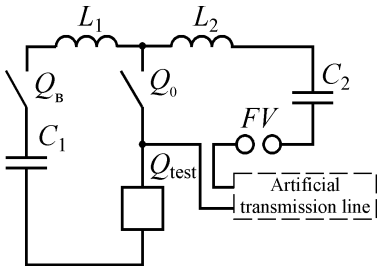 L1 L2
QB Q0 C2
C1 FV
Qtest
Artificial
transmission line